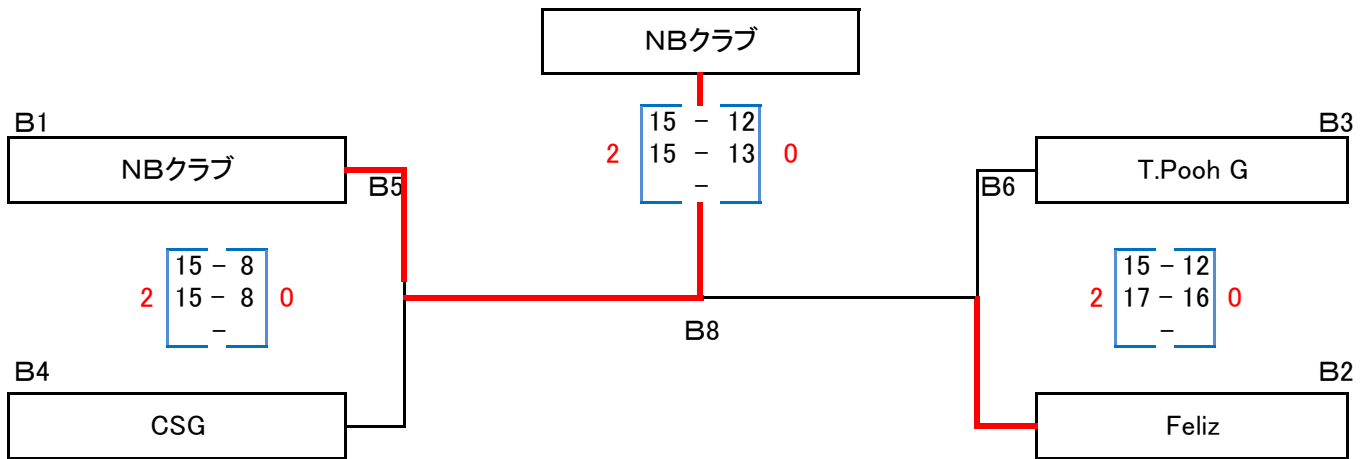 NBクラブ
B1
NBクラブ
B5
15 - 12
2 15 - 13 0
-
B3
T.Pooh G
B6
15 - 8
2 15 - 8 0
-
15 - 12
2 17 - 16 0
-
B8
B4
CSG
B2
Feliz